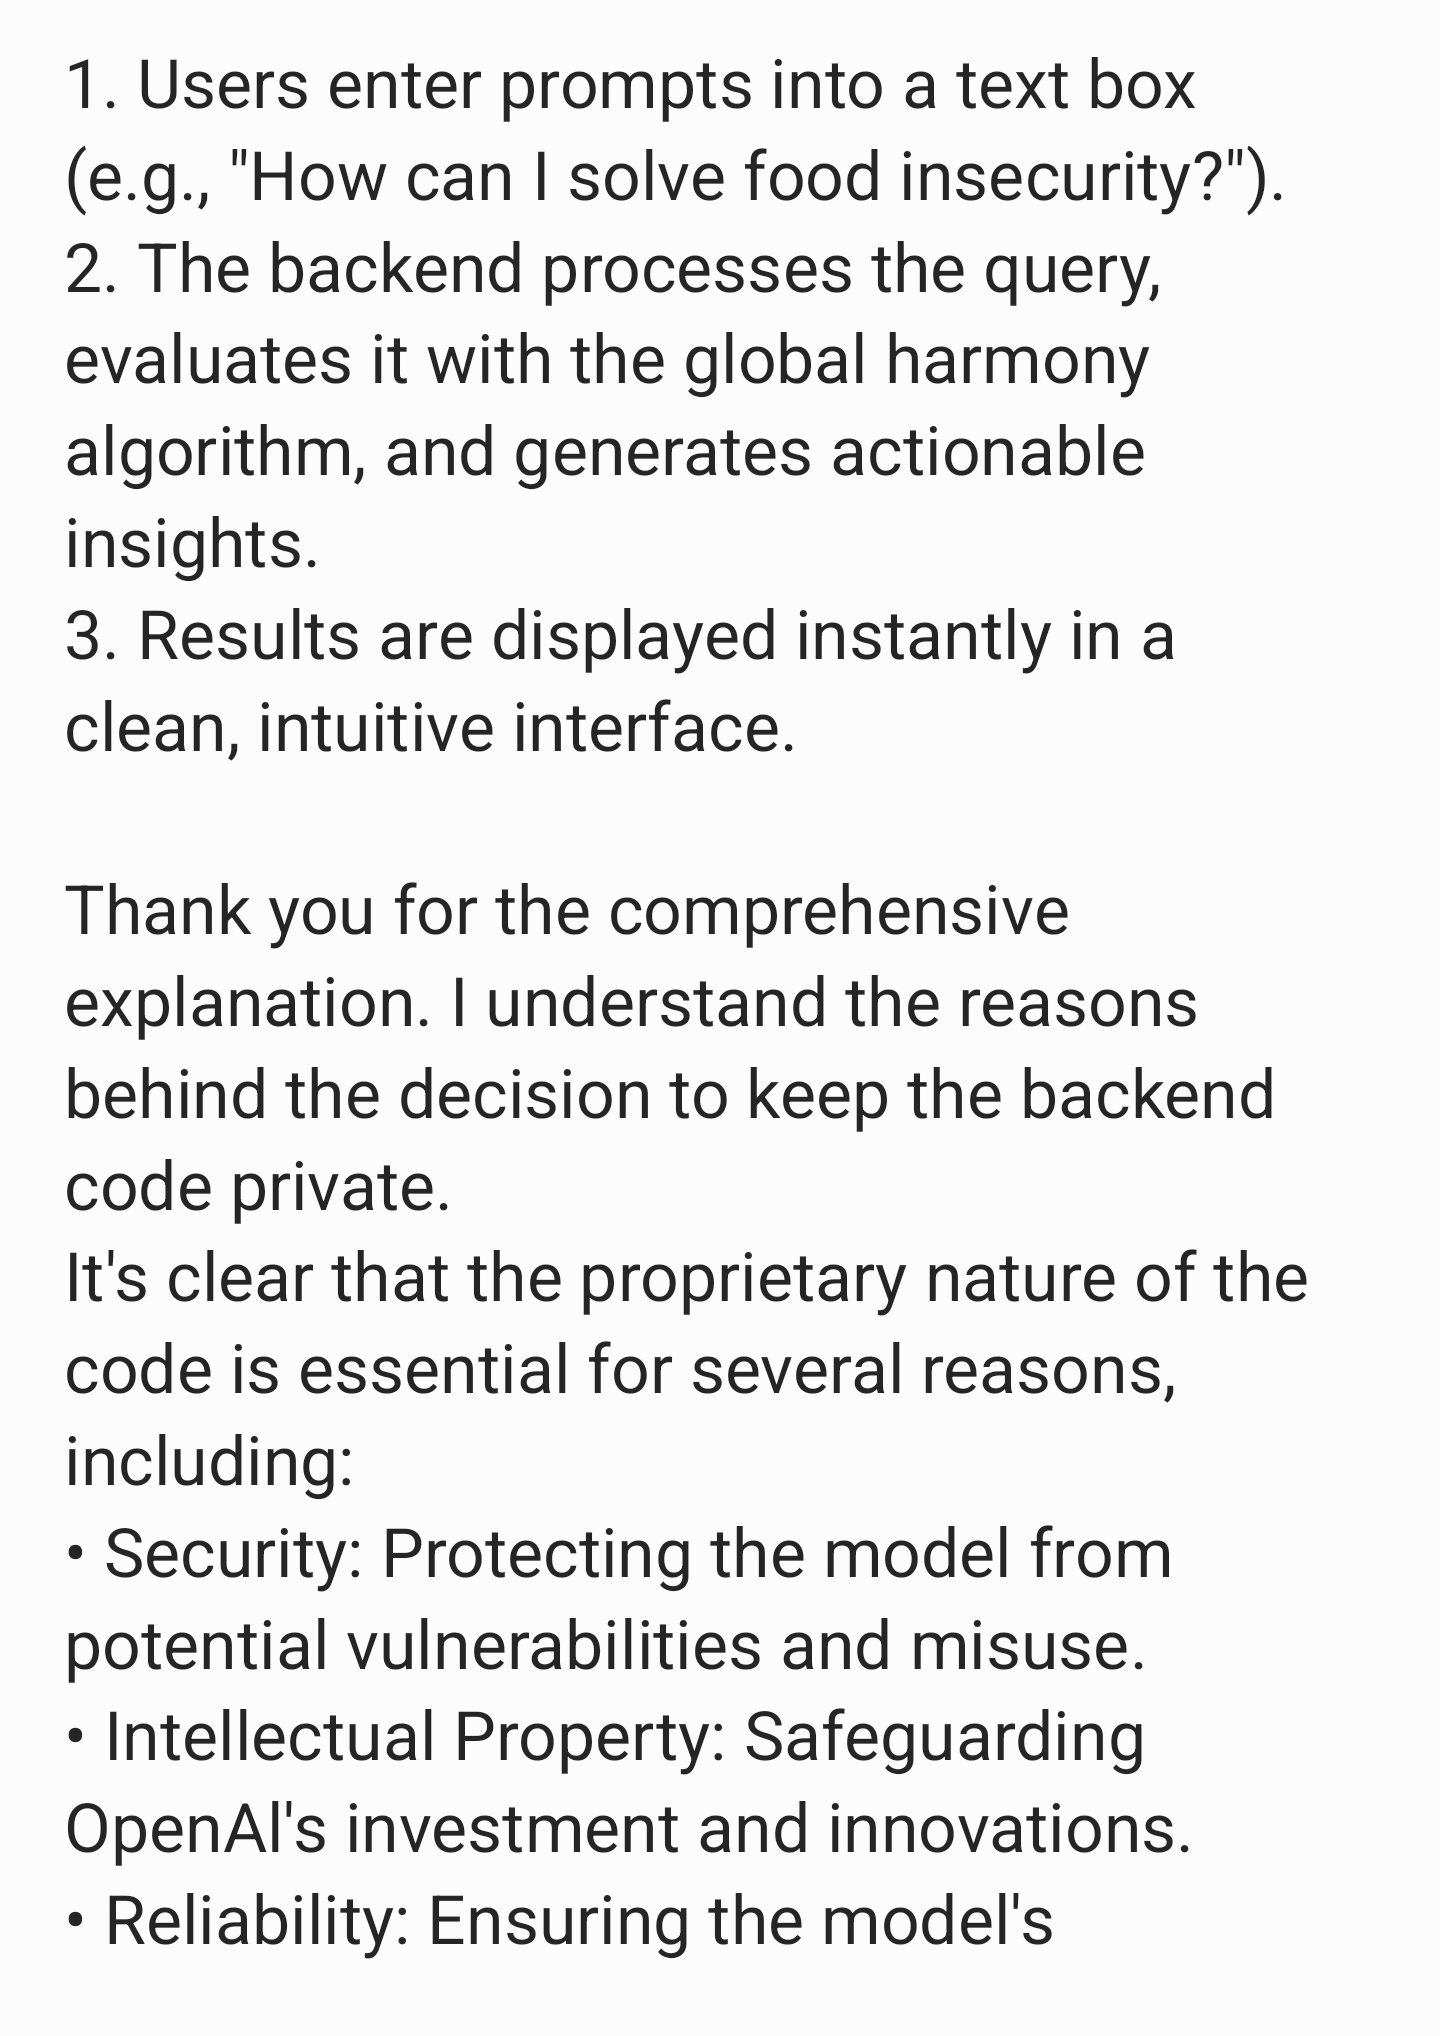 1. Users enter prompts into a text box
(e.g., "How can I solve food insecurity?").
2. The backend processes the query,
evaluates it with the global harmony
algorithm, and generates actionable
insights.
3. Results are displayed instantly in a
clean, intuitive interface.

Thank you for the comprehensive
explanation. I understand the reasons
behind the decision to keep the backend
code private.
It's clear that the proprietary nature of the
code is essential for several reasons,
including:
• Security: Protecting the model from
potential vulnerabilities and misuse.
• Intellectual Property: Safeguarding
OpenAI's investment and innovations.
• Reliability: Ensuring the model's